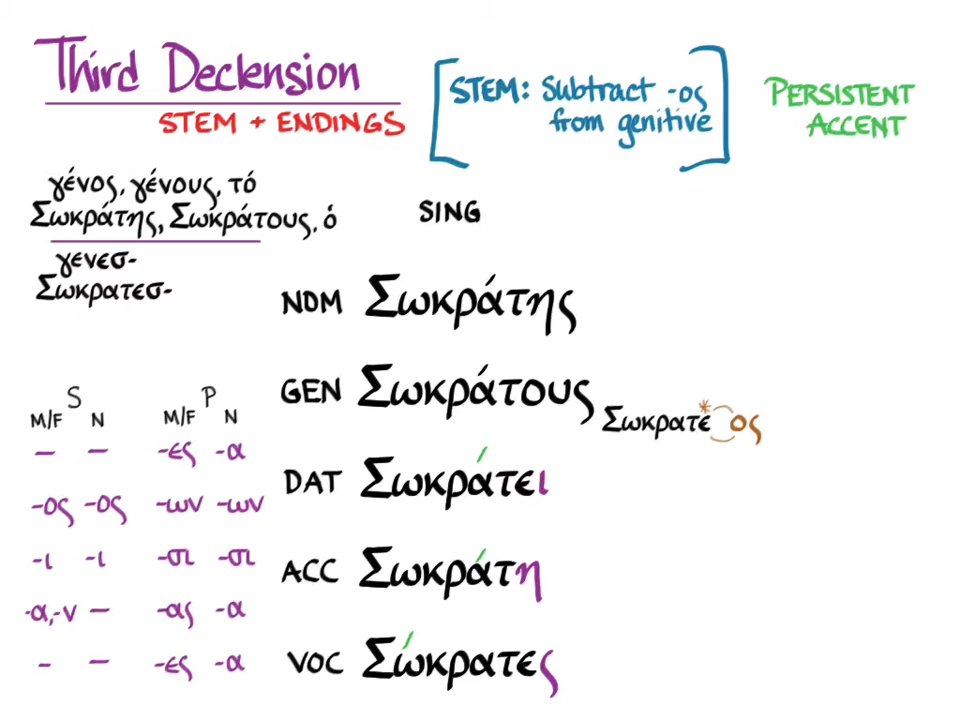 Third Declension
STEM + ENDINGS
STEM: Subtract -ος
from genitive
PERSISTENT
ACCENT
γένος, γένους, τό
Σωκράτης, Σωκράτους, ὁ
γενεσ-
Σωκρατεσ-
SING
NOM Σωκράτης
GEN Σωκράτους
Σωκρατε * ος
DAT Σωκράτει
ACC Σωκράτη
VOC Σώκρατες
S P
M/F N M/F N
– – -ες -α
-ος -ος -ων -ων
-ι -ι -σι -σι
-α,-ν – -ας -α
- – -ες -α